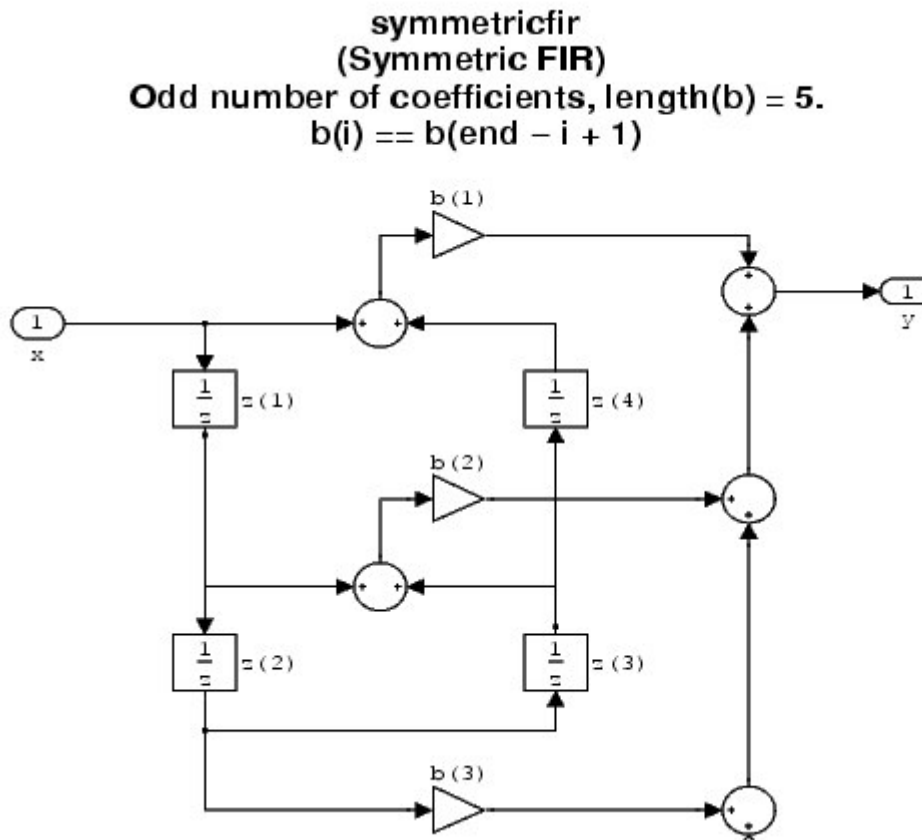 symmetricfir
(Symmetric FIR)
Odd number of coefficients, length(b) = 5.
b(i) == b(end − i + 1)
b(1)
1
x
+ +
+
+
1
y
1
z
z(1)
1
z
z(4)
b(2)
+
+
+ +
1
z
z(2)
1
z
z(3)
b(3)
+
+